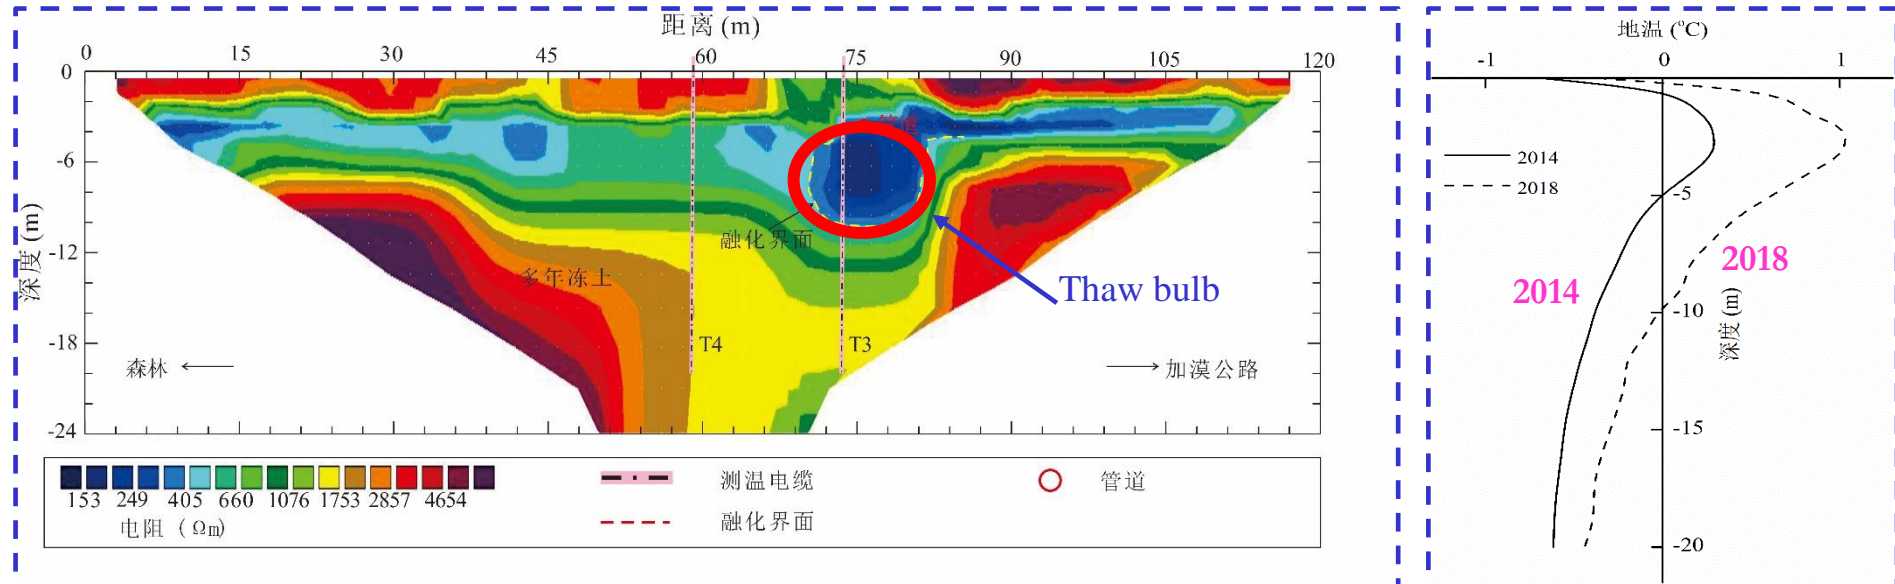 距离 (m)
0 15 30 45 60 75 90 105 120
0
-6
-12
-18
-24
深度 (m)
管道
融化界面
多年冻土
Thaw bulb
T4
T3
森林
加漠公路
153 249 405 660 1076 1753 2857 4654
电阻 (Ωm)
测温电缆
融化界面
管道
地温 (°C)
-1 0 1
2014
2018
-5
-10
-15
-20
深度 (m)
2014
2018